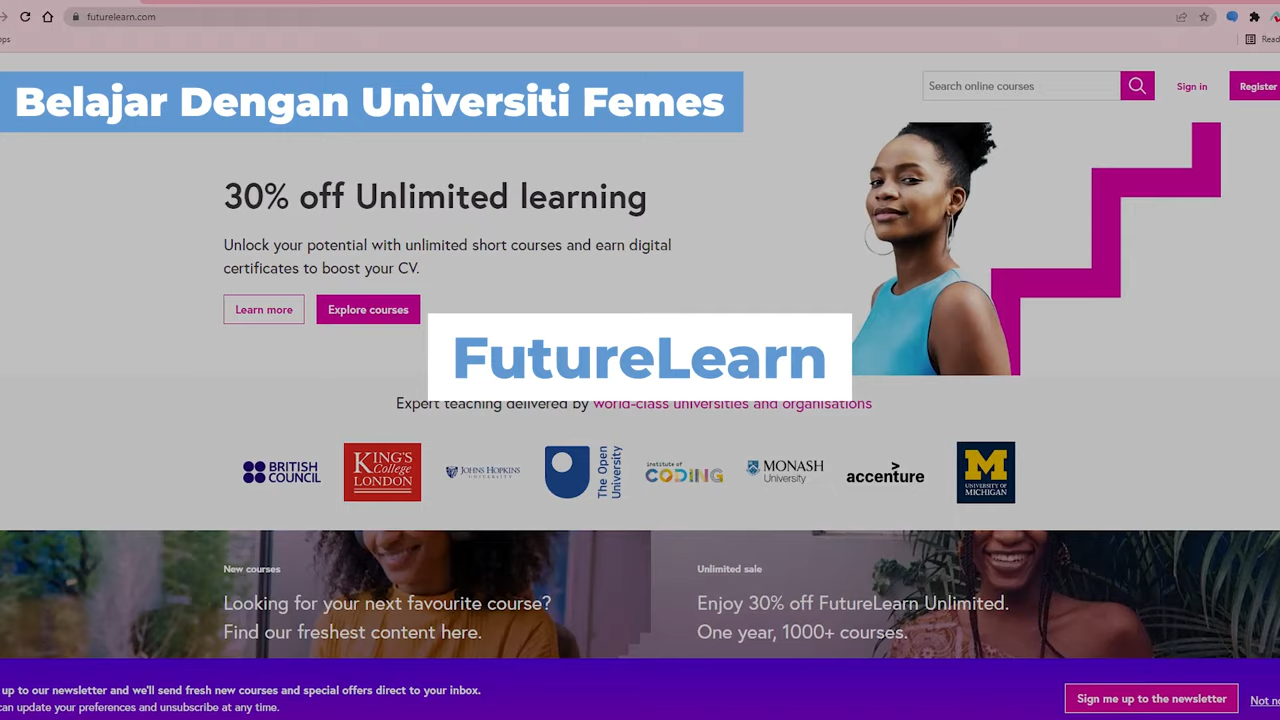 futurelearn.com
Belajar Dengan Universiti Femes
Search online courses
Sign in
Register
30% off Unlimited learning
Unlock your potential with unlimited short courses and earn digital
certificates to boost your CV.
Learn more
Explore courses
FutureLearn
Expert teaching delivered by world-class universities and organisations
BRITISH
COUNCIL
KING'S
College
LONDON
JOHNS HOPKINS
UNIVERSITY
The Open
University
institute of
CODING
MONASH
University
accenture
M
UNIVERSITY OF
MICHIGAN
New courses
Looking for your next favourite course?
Find our freshest content here.
Unlimited sale
Enjoy 30% off FutureLearn Unlimited.
One year, 1000+ courses.
up to our newsletter and we'll send fresh new courses and special offers direct to your inbox.
can update your preferences and unsubscribe at any time.
Sign me up to the newsletter